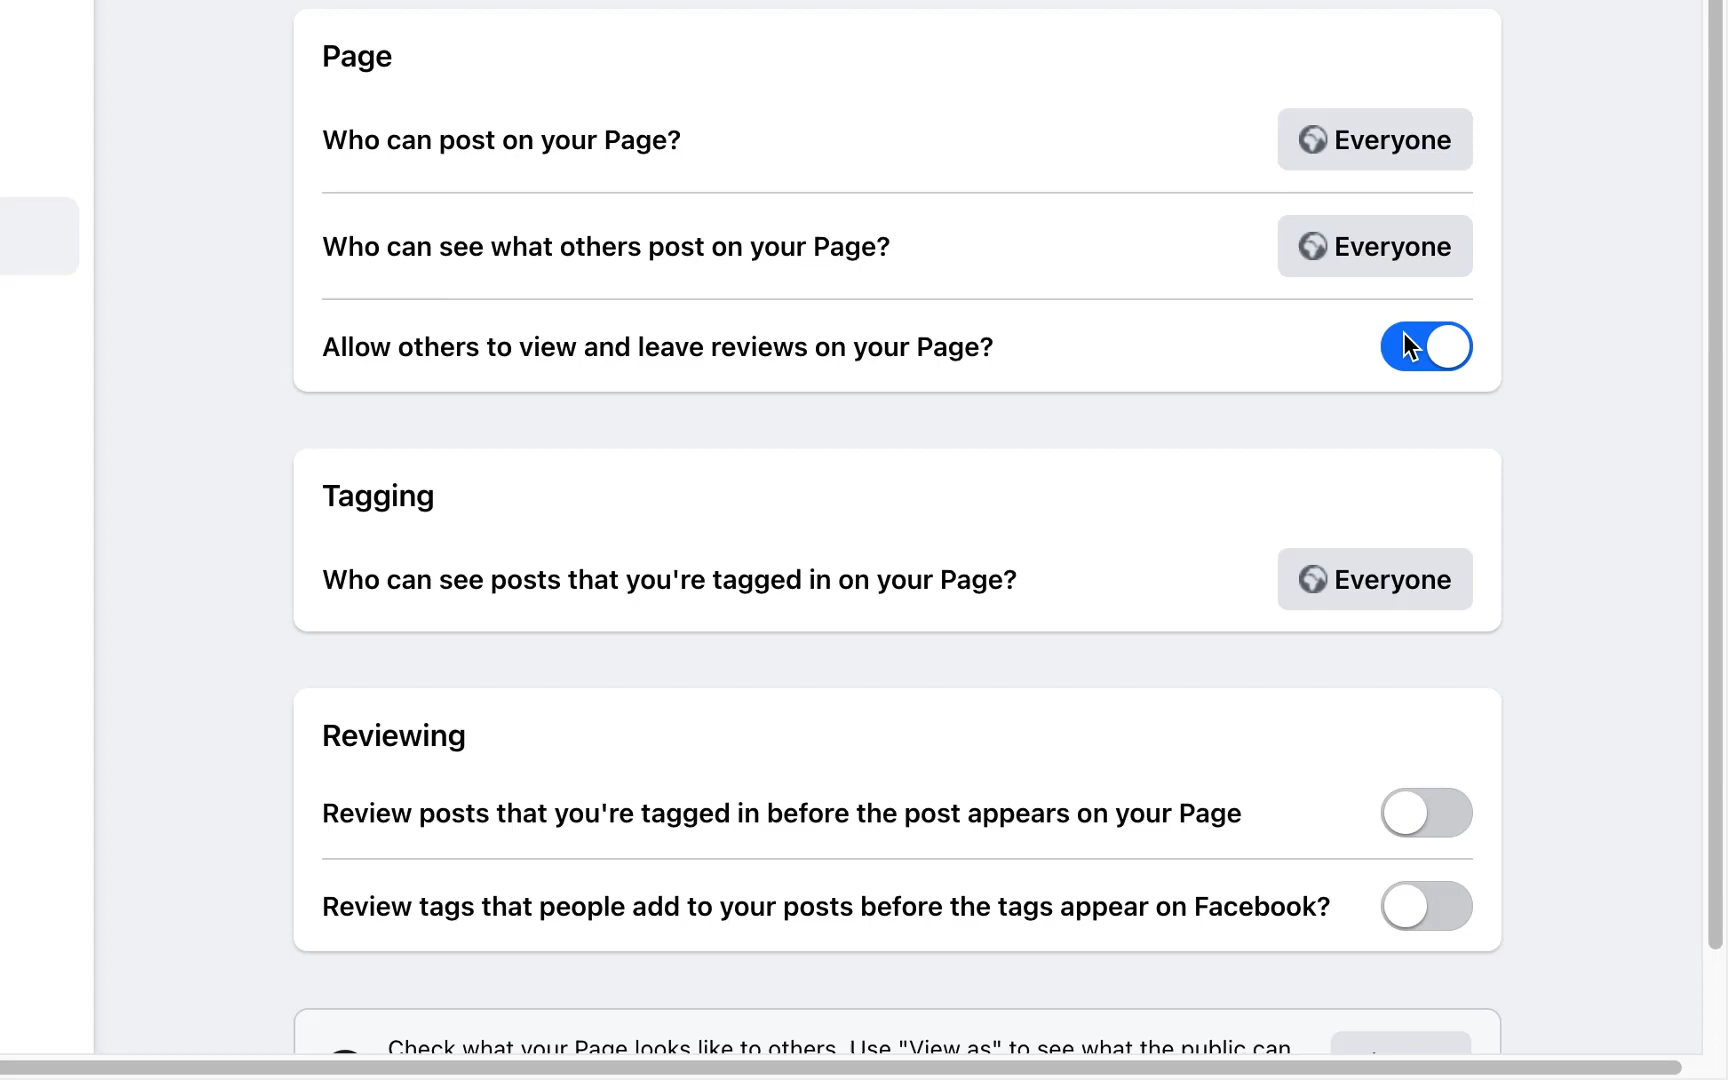 Page
Who can post on your Page?
Everyone
Who can see what others post on your Page?
Everyone
Allow others to view and leave reviews on your Page?
Tagging
Who can see posts that you're tagged in on your Page?
Everyone
Reviewing
Review posts that you're tagged in before the post appears on your Page
Review tags that people add to your posts before the tags appear on Facebook?
Check what your Page looks like to others. Use "View as" to see what the public can